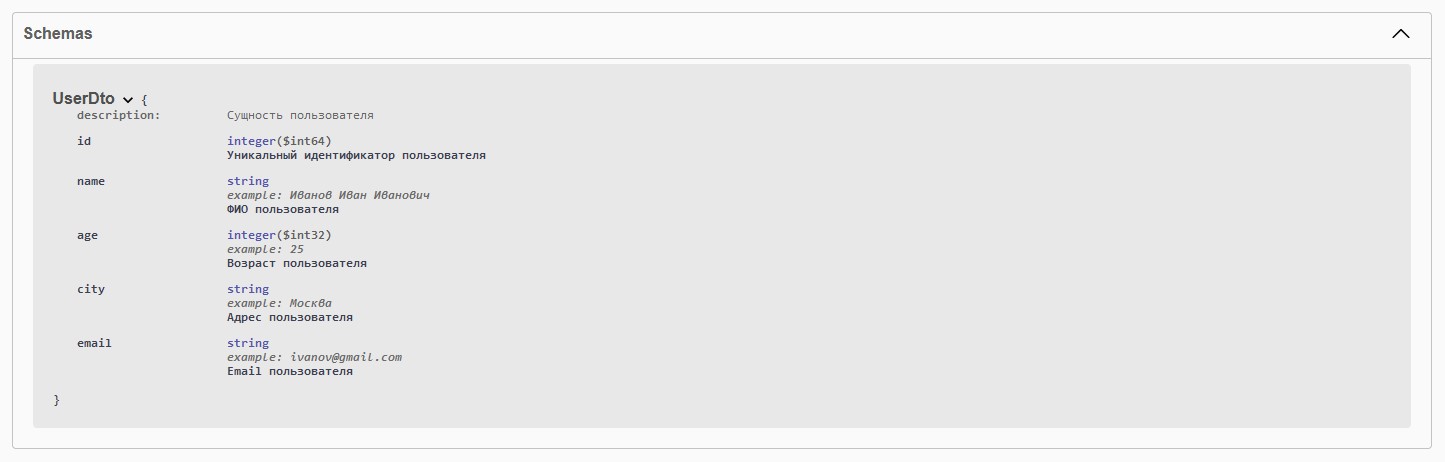 Schemas
UserDto {
description: Сущность пользователя
id integer($int64)
Уникальный идентификатор пользователя
name string
example: Иванов Иван Иванович
ФИО пользователя
age integer($int32)
example: 25
Возраст пользователя
city string
example: Москва
Адрес пользователя
email string
example: ivanov@gmail.com
Email пользователя
}